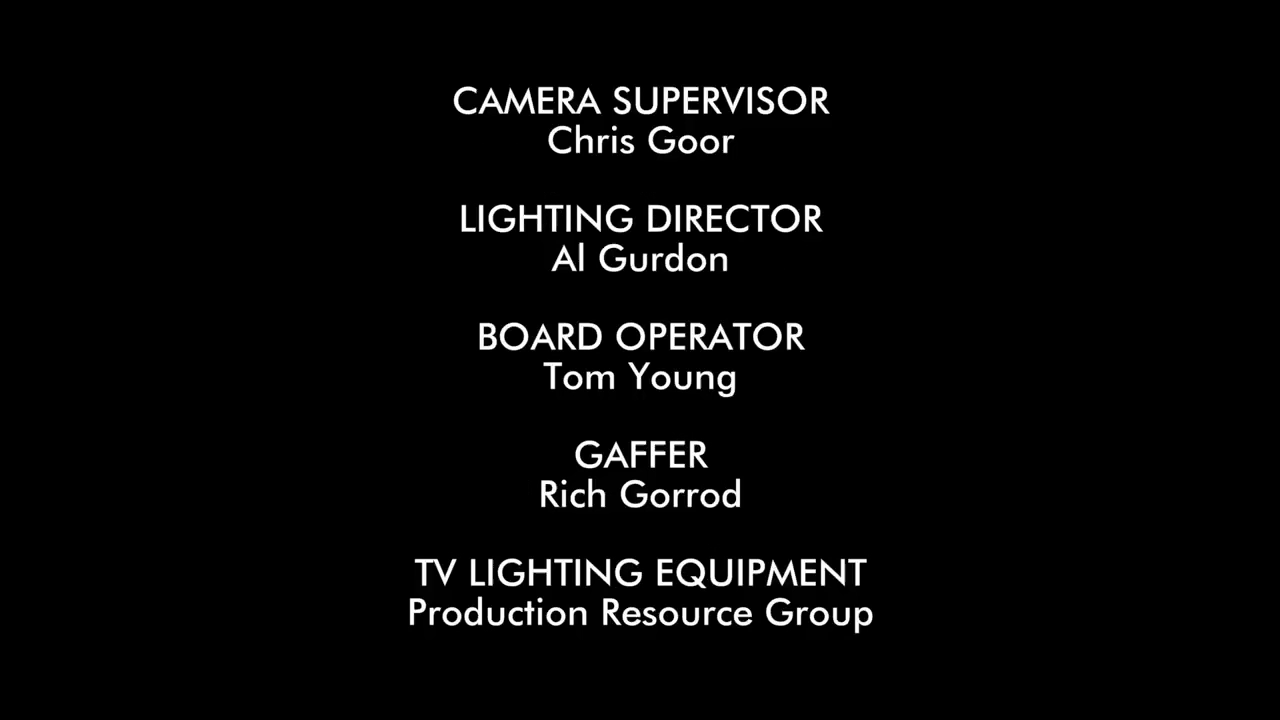 CAMERA SUPERVISOR
Chris Goor
LIGHTING DIRECTOR
Al Gurdon
BOARD OPERATOR
Tom Young
GAFFER
Rich Gorrod
TV LIGHTING EQUIPMENT
Production Resource Group